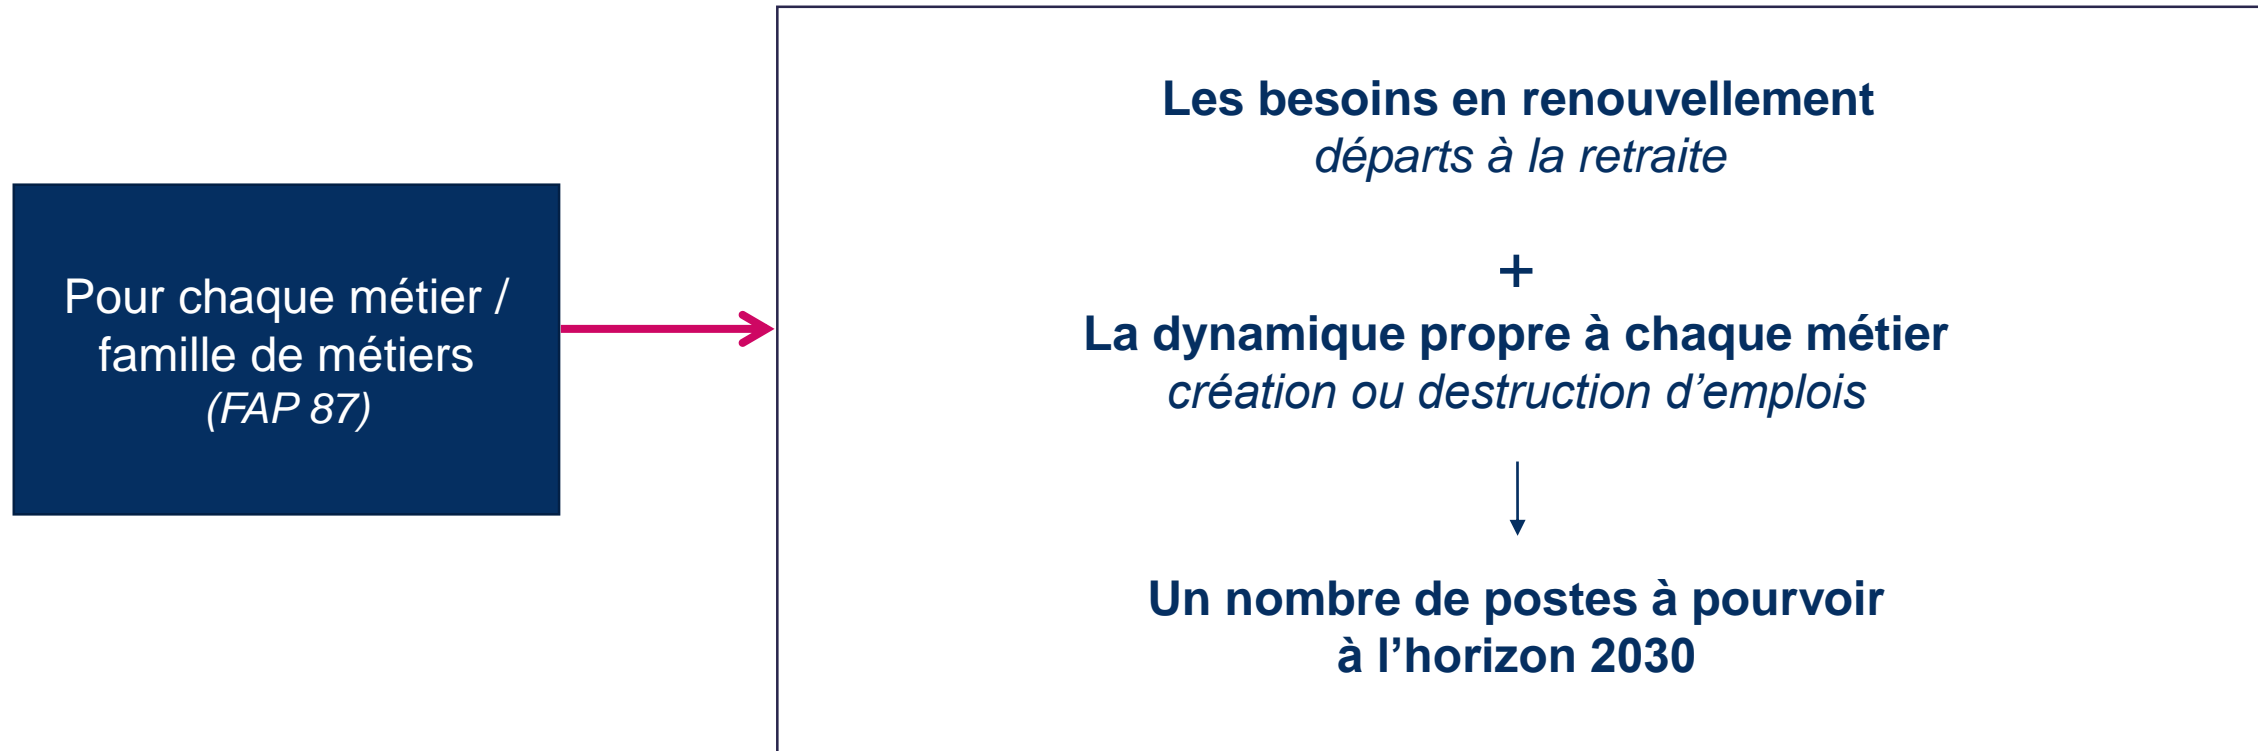 Pour chaque métier /
famille de métiers
(FAP 87)
Les besoins en renouvellement
départs à la retraite
+
La dynamique propre à chaque métier
création ou destruction d’emplois
Un nombre de postes à pourvoir
à l’horizon 2030